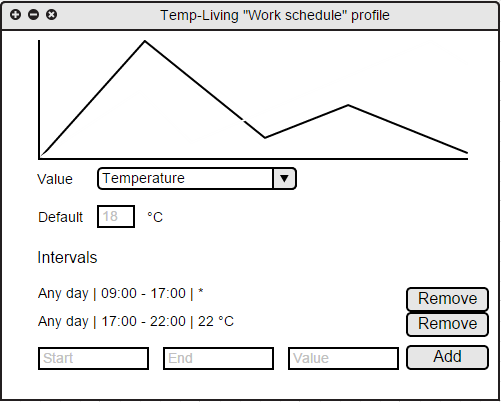 Temp-Living "Work schedule" profile
Value Temperature
Default 18 °C
Intervals
Any day | 09:00 - 17:00 | * Remove
Any day | 17:00 - 22:00 | 22 °C Remove
Start End Value Add